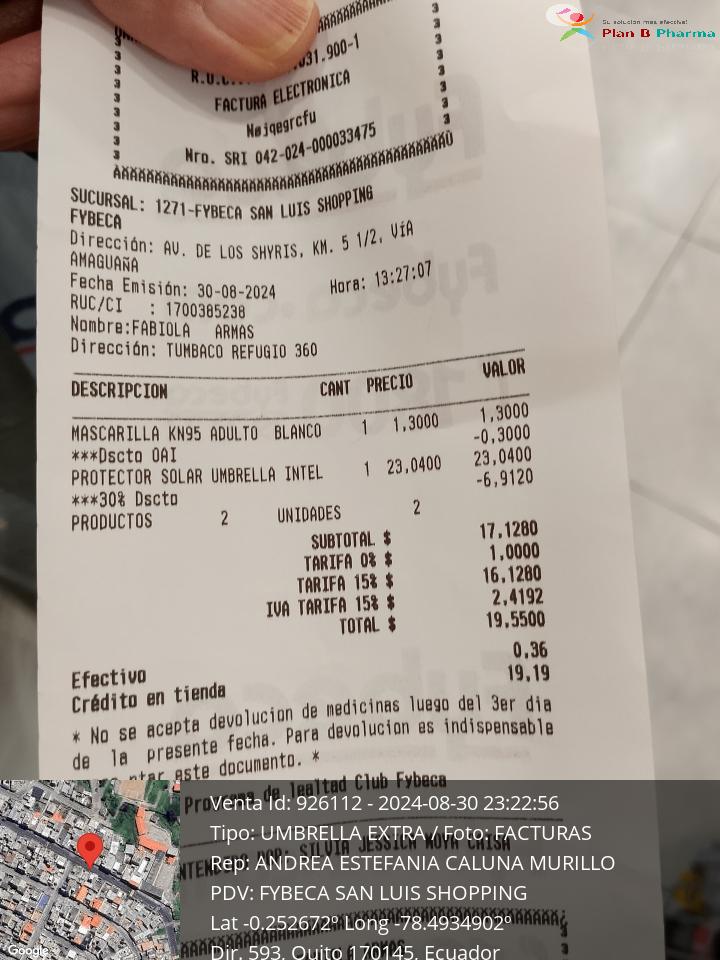 Su solución más efectiva!
Plan B Pharma
31.900-1
FACTURA ELECTRONICA
Nro. SRI 042-024-000033475
SUCURSAL: 1271-FYBECA SAN LUIS SHOPPING
FYBECA
Dirección: AV. DE LOS SHYRIS, KM. 5 1/2, VíA
AMAGUAñA
Fecha Emisión: 30-08-2024 Hora: 13:27:07
RUC/CI : 1700385238
Nombre:FABIOLA ARMAS
Dirección: TUMBACO REFUGIO 360
DESCRIPCION CANT PRECIO VALOR
MASCARILLA KN95 ADULTO BLANCO 1 1,3000 1,3000
***Dscto OAI -0,3000
PROTECTOR SOLAR UMBRELLA INTEL 1 23,0400 23,0400
***30% Dscto -6,9120
PRODUCTOS 2 UNIDADES 2
SUBTOTAL $ 17,1280
TARIFA 0% $ 1,0000
TARIFA 15% $ 16,1280
IVA TARIFA 15% $ 2,4192
TOTAL $ 19,5500
Efectivo 0.36
Crédito en tienda 19.19
* No se acepta devolucion de medicinas luego del 3er dia
de la presente fecha. Para devolucion es indispensable
este documento. *
Programa de lealtad Club Fybeca
POR: SILVIA JESSICA
Venta Id: 926112 - 2024-08-30 23:22:56
Tipo: UMBRELLA EXTRA / Foto: FACTURAS
Rep: ANDREA ESTEFANIA CALUNA MURILLO
PDV: FYBECA SAN LUIS SHOPPING
Lat -0.252672° Long -78.4934902°
Dir. 593, Quito 170145, Ecuador
Google